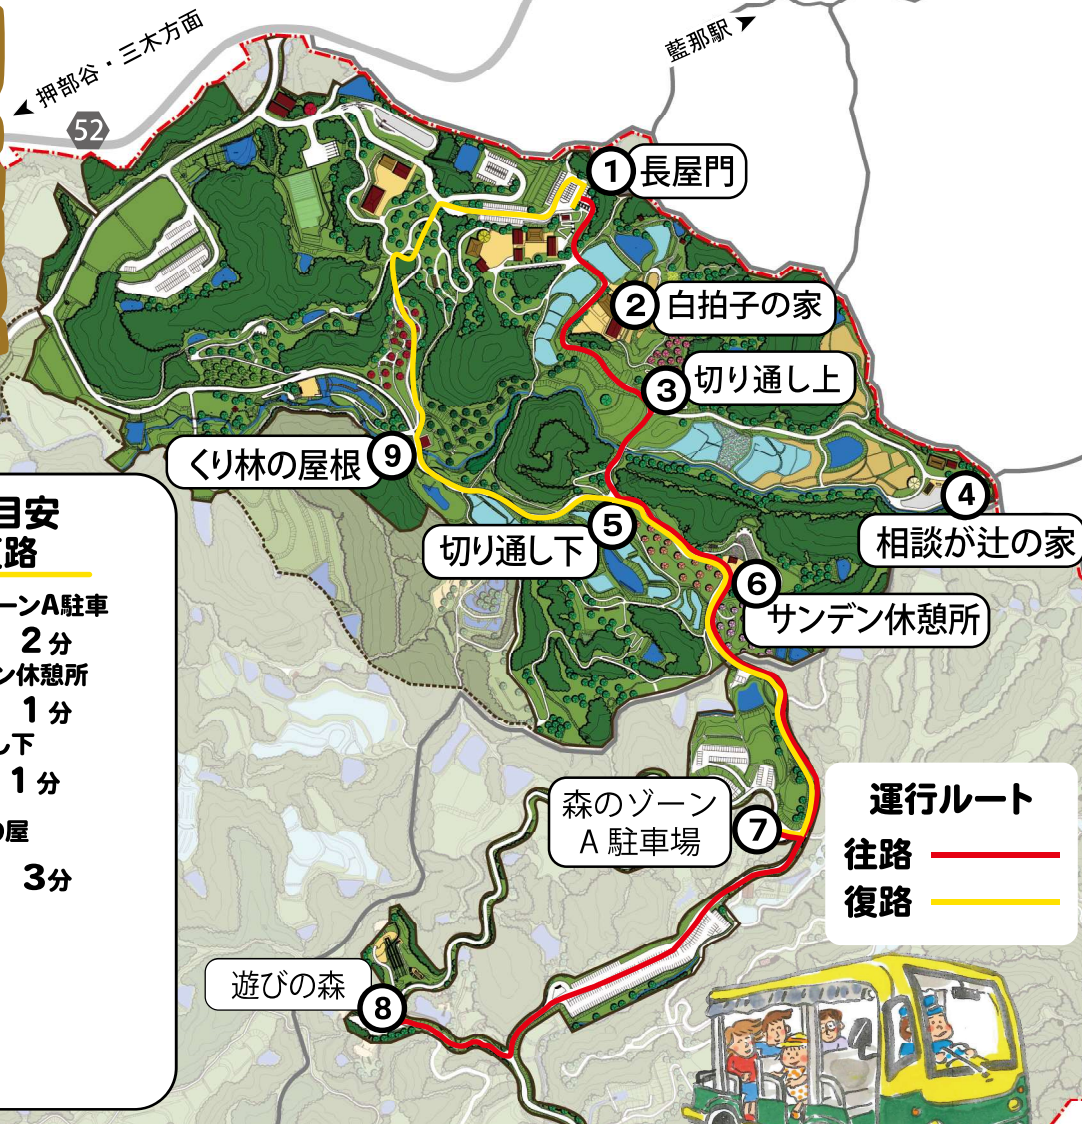 押部谷・三木方面
52
藍那駅
1 長屋門
2 白拍子の家
3 切り通し上
4
相談が辻の家
くり林の屋根 9
5
切り通し下
6
サンデン休憩所
森のゾーン
A 駐車場
7
遊びの森
8
目安
路
ーンA駐車
2分
ン休憩所
1分
し下
1分
の屋
3分
運行ルート
往路
復路